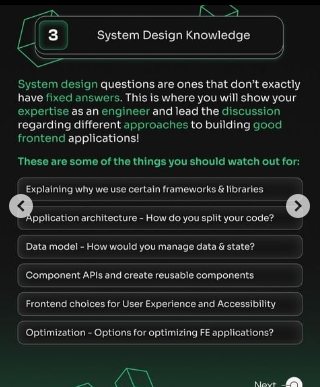 3
System Design Knowledge
System design questions are ones that don't exactly
have fixed answers. This is where you will show your
expertise as an engineer and lead the discussion
regarding different approaches to building good
frontend applications!
These are some of the things you should watch out for:
Explaining why we use certain frameworks & libraries
Application architecture - How do you split your code?
Data model - How would you manage data & state?
Component APIs and create reusable components
Frontend choices for User Experience and Accessibility
Optimization - Options for optimizing FE applications?
Next